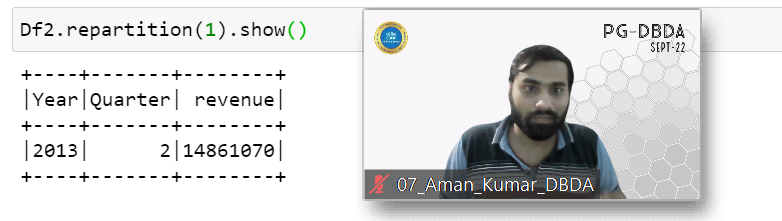 Df2.repartition(1).show()
+----+-------+--------+
|Year|Quarter| revenue|
+----+-------+--------+
|2013|      2|14861070|
+----+-------+--------+
PG-DBDA
SEPT-22
07_Aman_Kumar_DBDA